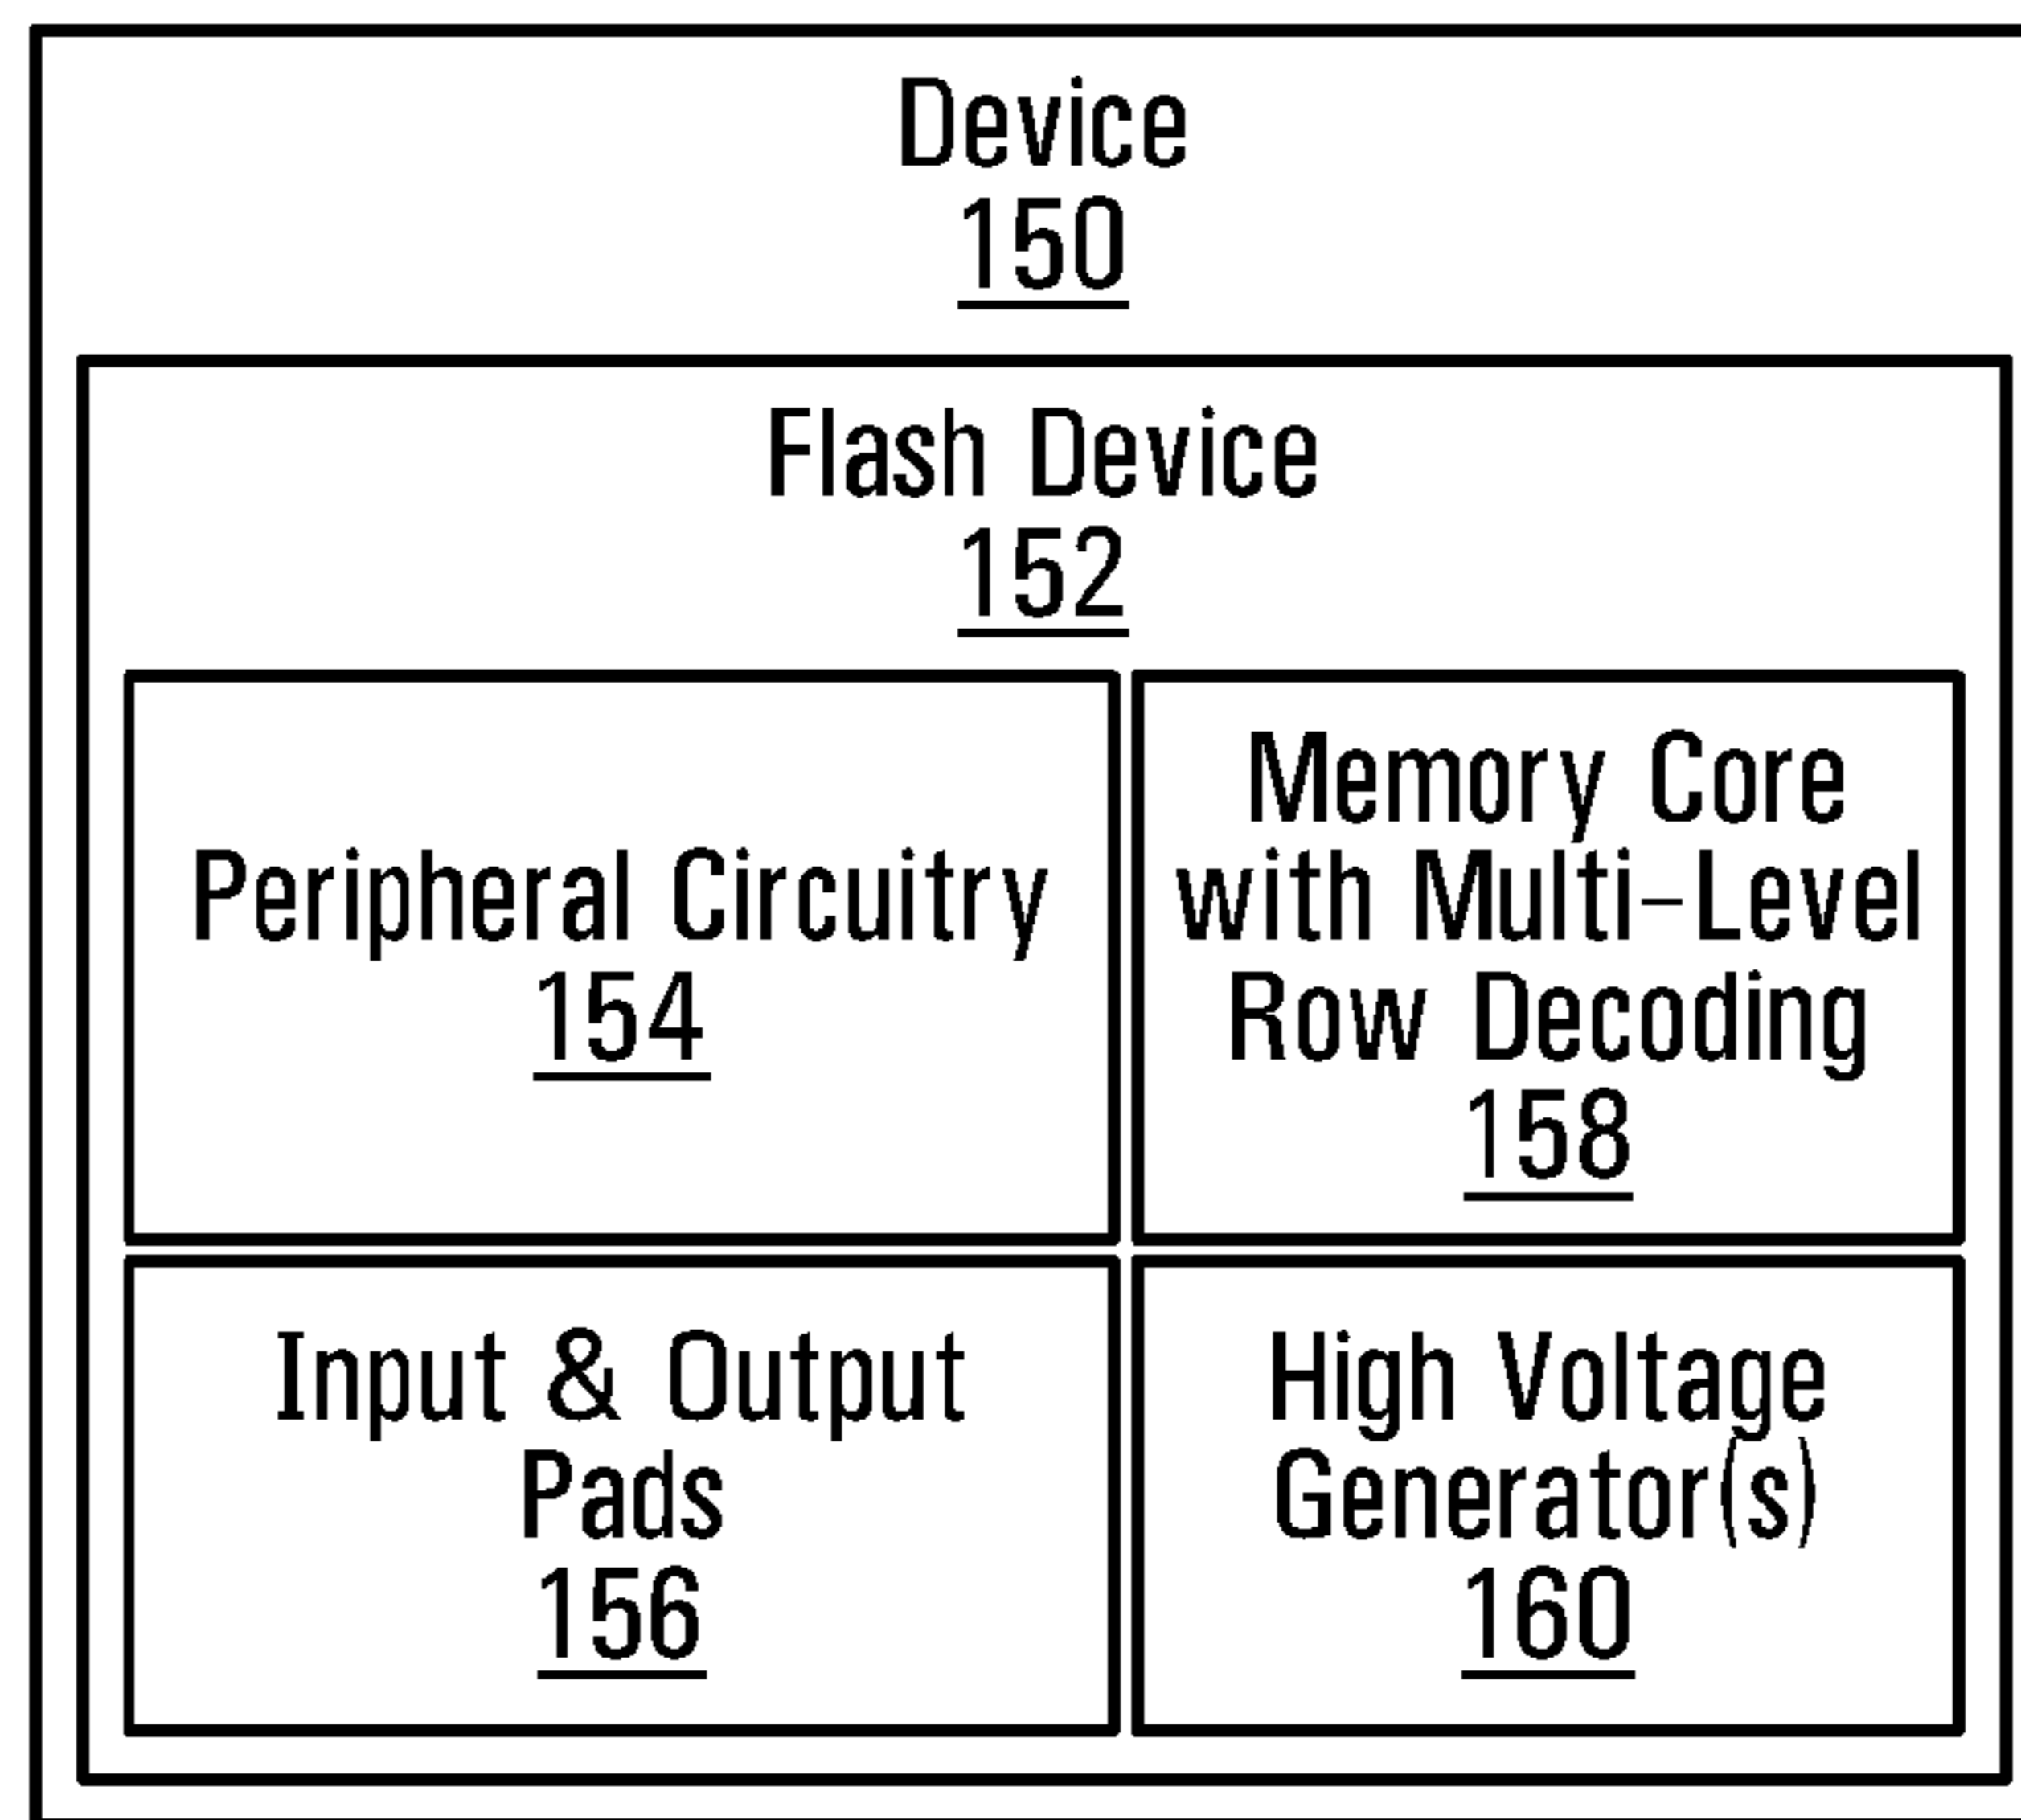 Device
150
Flash Device
152
Peripheral Circuitry
154
Memory Core
with Multi-Level
Row Decoding
158
Input & Output
Pads
156
High Voltage
Generator(s)
160